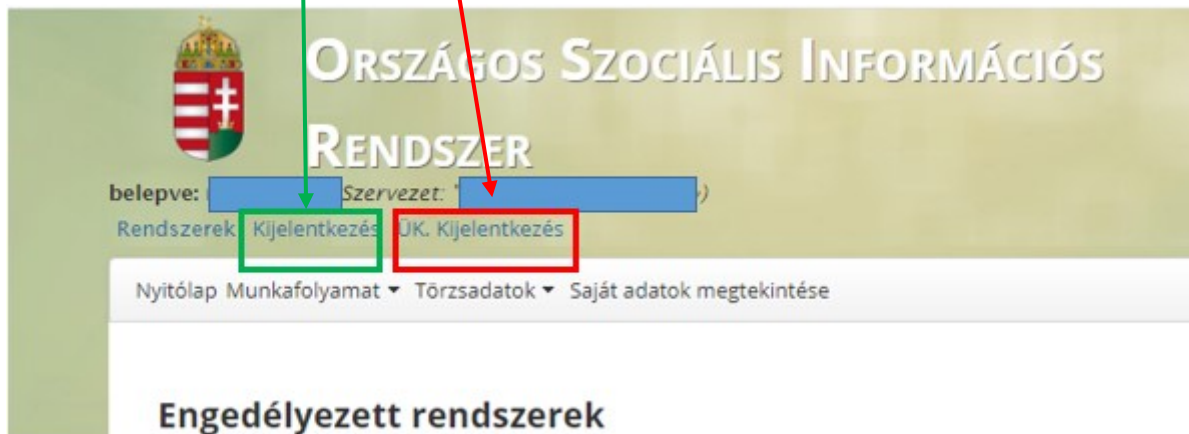 Országos Szociális Információs
Rendszer
belepve: ( Szervezet: " )
Rendszerek Kijelentkezés ÜK. Kijelentkezés
Nyitólap Munkafolyamat Törzsadatok Saját adatok megtekintése
Engedélyezett rendszerek